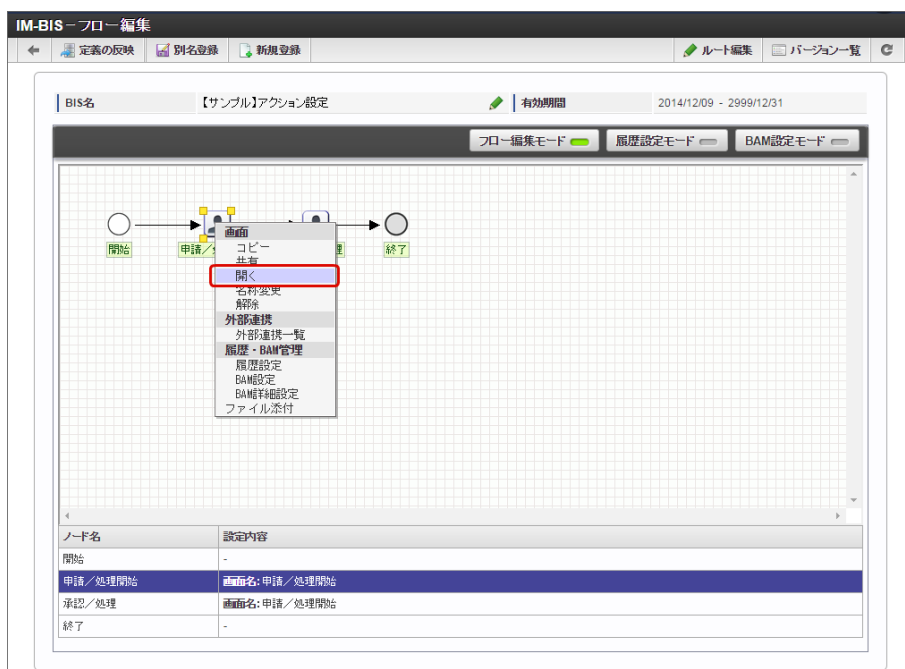 IM-BIS－フロー編集
定義の反映 別名登録 新規登録 ルート編集 バージョン一覧
BIS名 【サンプル】アクション設定 有効期間 2014/12/09 - 2999/12/31
フロー編集モード 履歴設定モード BAM設定モード
開始 申請／ 理 終了
画面
コピー
共有
開く
名称変更
解除
外部連携
外部連携一覧
履歴・BAM管理
履歴設定
BAM設定
BAM詳細設定
ファイル添付
ノード名 設定内容
開始 -
申請／処理開始 画面名: 申請／処理開始
承認／処理 画面名: 申請／処理開始
終了 -